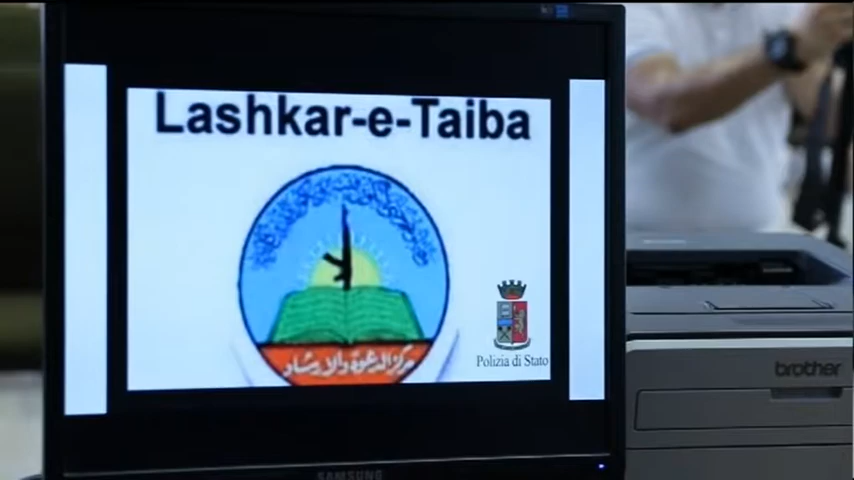 Lashkar-e-Taiba
مركز الدعوة والارشاد
Polizia di Stato
brother
SAMSUNG